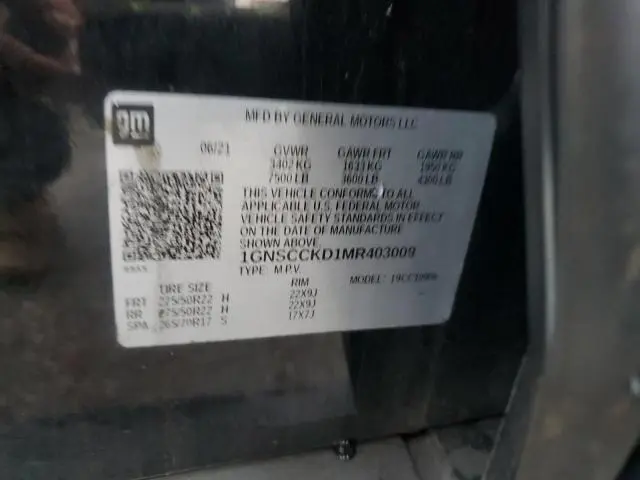 gm
MFD BY GENERAL MOTORS LLC
06/21 GVWR GAWR FRT GAWR RR
3402 KG 1633 KG 1950 KG
7500 LB 3600 LB 4300 LB
THIS VEHICLE CONFORMS TO ALL
APPLICABLE U.S. FEDERAL MOTOR
VEHICLE SAFETY STANDARDS IN EFFECT
ON THE DATE OF MANUFACTURE
SHOWN ABOVE.
1GNSCCKD1MR403009
TYPE: M.P.V. MODEL:
TIRE SIZE RIM
FRT 275/50R22 H 22X9J
RR 275/50R22 H 22X9J
SPA 265/70R17 S 17X7J